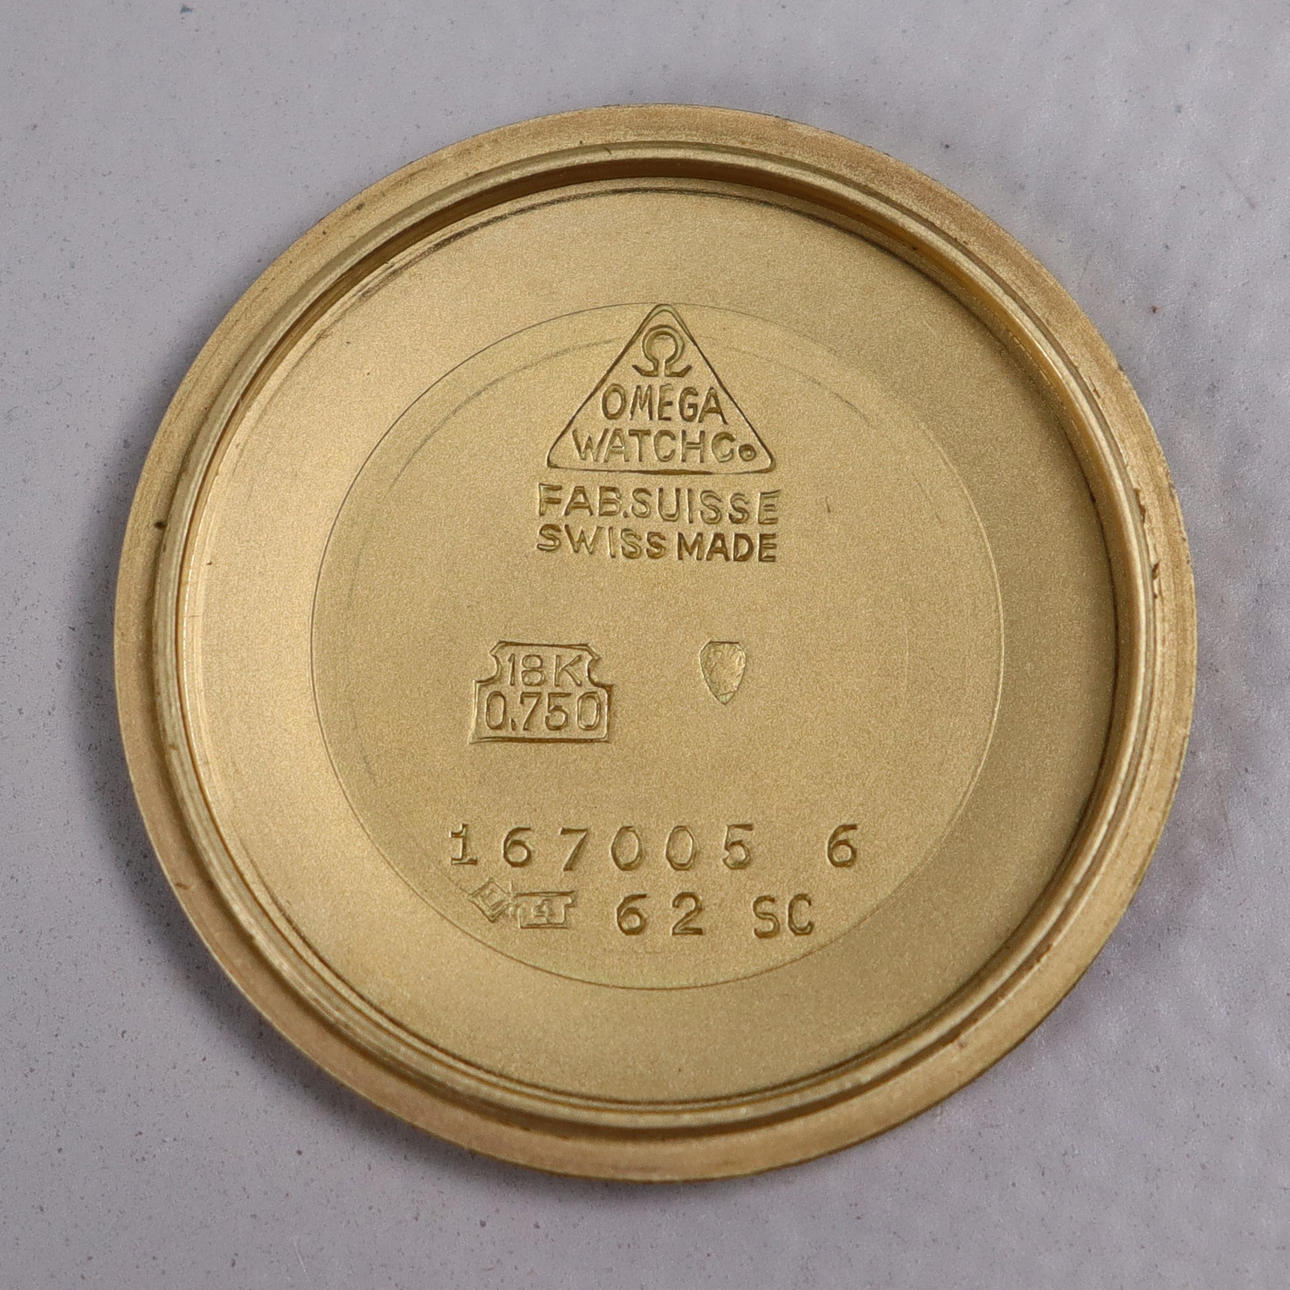 Ω
OMEGA
WATCH Co
FAB.SUISSE
SWISS MADE
18K
0.750
167005 6
62 SC